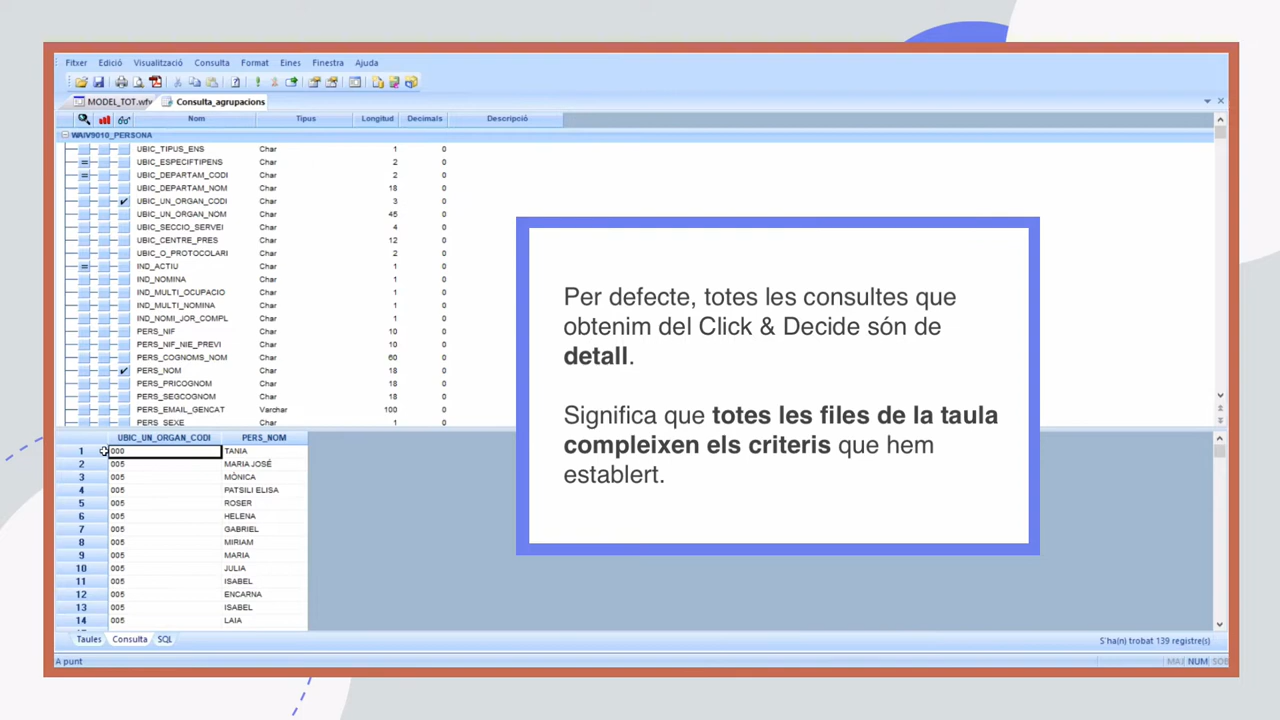 Fitxer Edició Visualització Consulta Format Eines Finestra Ajuda
MODEL_TOT.wfv Consulta_agrupacions
Nom Tipus Longitud Decimals Descripció
WAIV9010_PERSONA
UBIC_TIPUS_ENS Char 1 0
UBIC_ESPECIFTIPENS Char 2 0
UBIC_DEPARTAM_CODI Char 2 0
UBIC_DEPARTAM_NOM Char 18 0
UBIC_UN_ORGAN_CODI Char 3 0
UBIC_UN_ORGAN_NOM Char 45 0
UBIC_SECCIO_SERVEI Char 4 0
UBIC_CENTRE_PRES Char 12 0
UBIC_O_PROTOCOLARI Char 2 0
IND_ACTIU Char 1 0
IND_NOMINA Char 1 0
IND_MULTI_OCUPACIO Char 1 0
IND_MULTI_NOMINA Char 1 0
IND_NOMI_JOR_COMPL Char 1 0
PERS_NIF Char 10 0
PERS_NIF_NIE_PREVI Char 10 0
PERS_COGNOMS_NOM Char 60 0
PERS_NOM Char 18 0
PERS_PRICOGNOM Char 18 0
PERS_SEGCOGNOM Char 18 0
PERS_EMAIL_GENCAT Varchar 100 0
PERS_SEXE Char 1 0
Per defecte, totes les consultes que
obtenim del Click & Decide són de
detall.
Significa que totes les files de la taula
compleixen els criteris que hem
establert.
UBIC_UN_ORGAN_CODI PERS_NOM
1 000 TANIA
2 005 MARIA JOSÉ
3 005 MÒNICA
4 005 PATSILI ELISA
5 005 ROSER
6 005 HELENA
7 005 GABRIEL
8 005 MIRIAM
9 005 MARIA
10 005 JULIA
11 005 ISABEL
12 005 ENCARNA
13 005 ISABEL
14 005 LAIA
Taules Consulta SQL S'ha(n) trobat 139 registre(s)
A punt NUM SOB